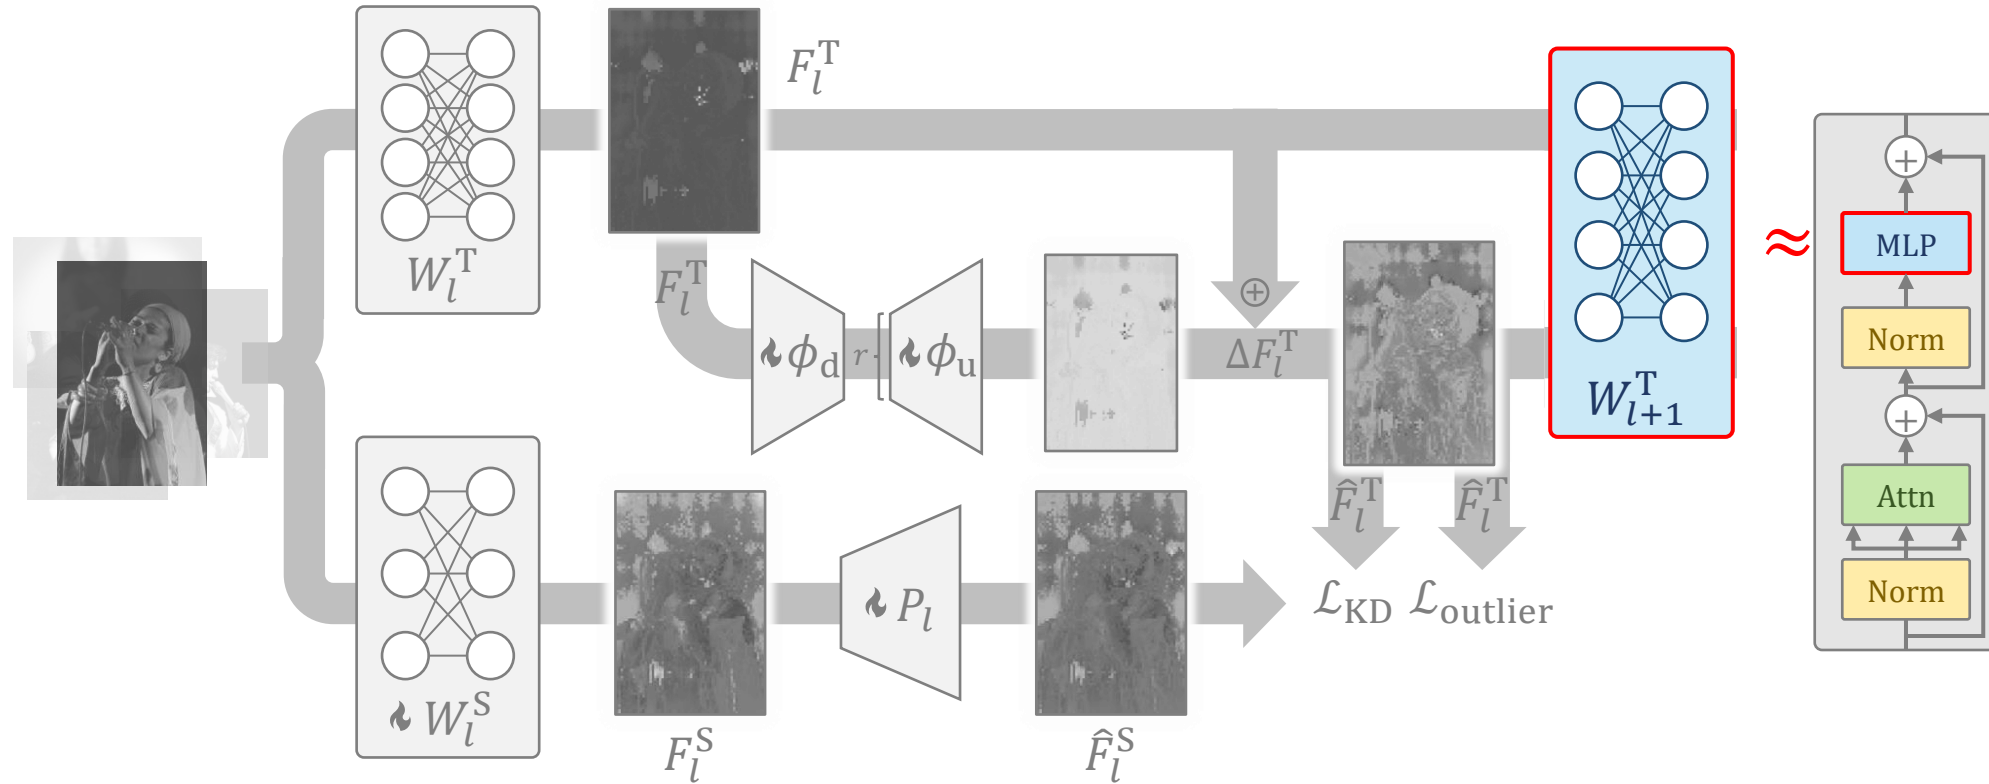 F_l^T
W_l^T
F_l^T
ϕ_d
r
ϕ_u
⊕
ΔF_l^T
W_{l+1}^T
≈
+
MLP
Norm
+
Attn
Norm
F̂_l^T
F̂_l^T
ℒ_KD ℒ_outlier
W_l^S
F_l^S
P_l
F̂_l^S